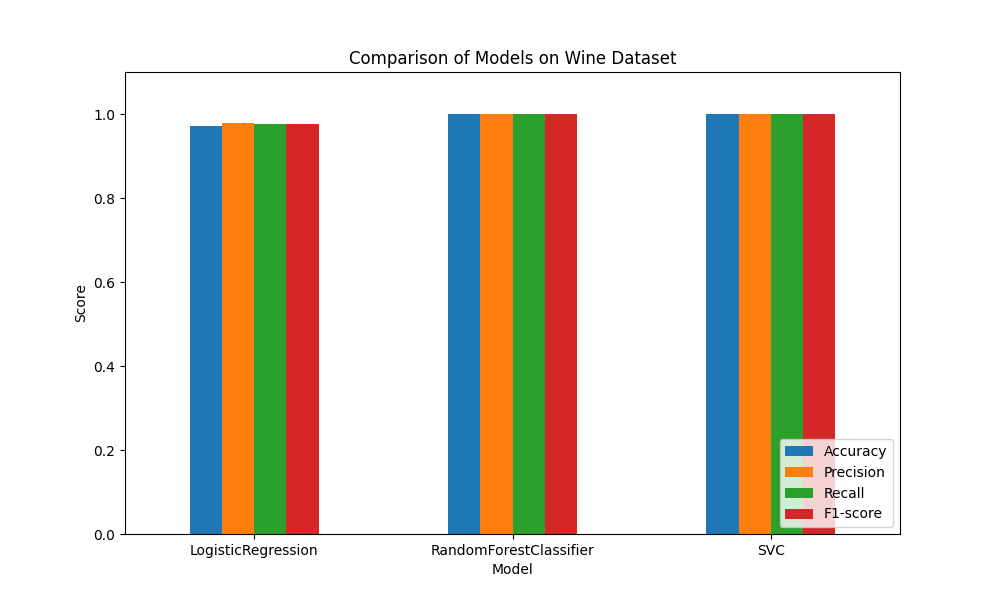 Comparison of Models on Wine Dataset
Score
1.0
0.8
0.6
0.4
0.2
0.0
Accuracy
Precision
Recall
F1-score
LogisticRegression
RandomForestClassifier
SVC
Model